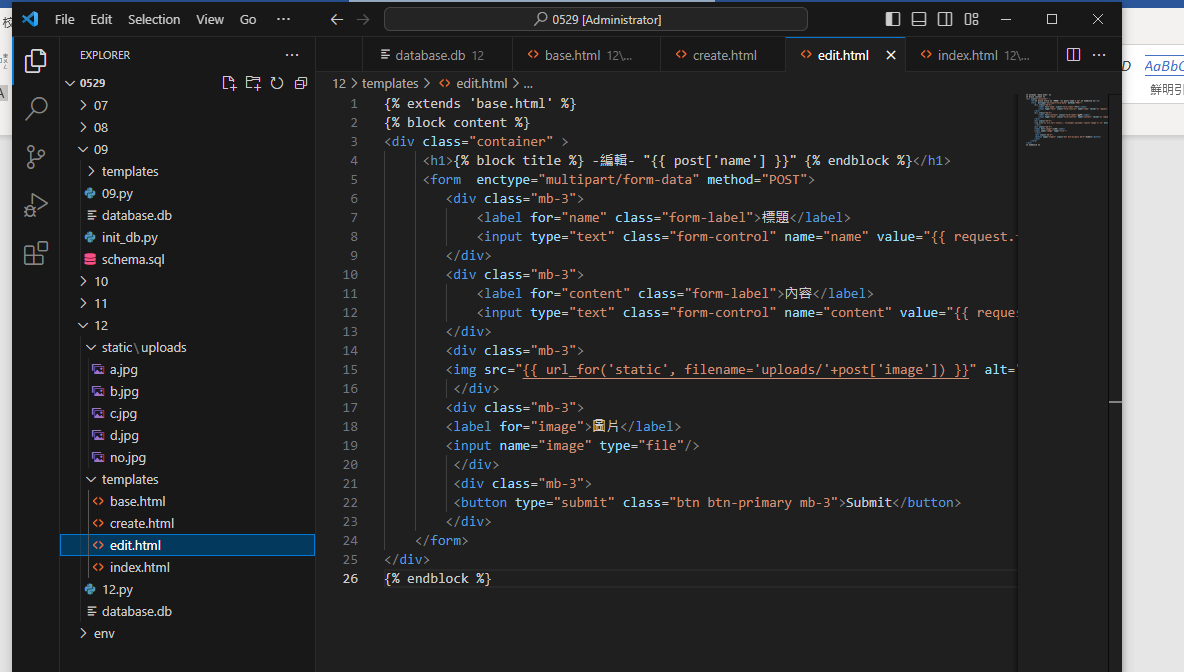 File Edit Selection View Go ··· 0529 [Administrator]
EXPLORER ···
0529
07
08
09
templates
09.py
database.db
init_db.py
schema.sql
10
11
12
static\uploads
a.jpg
b.jpg
c.jpg
d.jpg
no.jpg
templates
base.html
create.html
edit.html
index.html
12.py
database.db
env
database.db 12 base.html 12\... create.html edit.html index.html 12\... ···
12 > templates > edit.html > ...
1 {% extends 'base.html' %}
2 {% block content %}
3 <div class="container" >
4 <h1>{% block title %} -編輯- "{{ post['name'] }}" {% endblock %}</h1>
5 <form enctype="multipart/form-data" method="POST">
6 <div class="mb-3">
7 <label for="name" class="form-label">標題</label>
8 <input type="text" class="form-control" name="name" value="{{ request.
9 </div>
10 <div class="mb-3">
11 <label for="content" class="form-label">內容</label>
12 <input type="text" class="form-control" name="content" value="{{ reques
13 </div>
14 <div class="mb-3">
15 <img src="{{ url_for('static', filename='uploads/'+post['image']) }}" alt="
16 </div>
17 <div class="mb-3">
18 <label for="image">圖片</label>
19 <input name="image" type="file"/>
20 </div>
21 <div class="mb-3">
22 <button type="submit" class="btn btn-primary mb-3">Submit</button>
23 </div>
24 </form>
25 </div>
26 {% endblock %}
校
A
D AaBbC
鮮明引